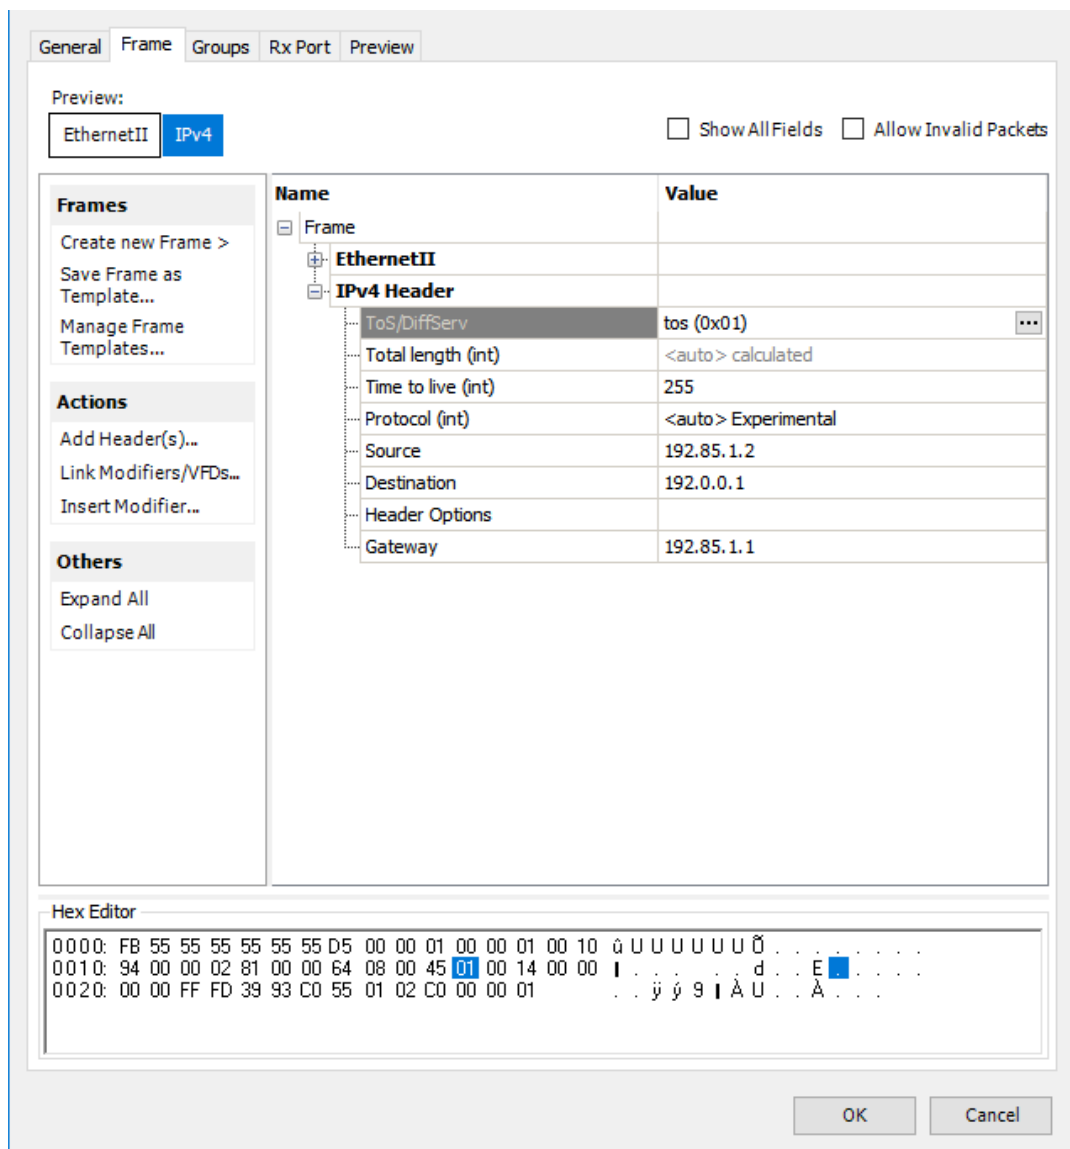 General Frame Groups Rx Port Preview
Preview:
EthernetII IPv4
Show All Fields Allow Invalid Packets
Frames
Create new Frame >
Save Frame as
Template...
Manage Frame
Templates...
Actions
Add Header(s)...
Link Modifiers/VFDs...
Insert Modifier...
Others
Expand All
Collapse All
Name Value
Frame
EthernetII
IPv4 Header
ToS/DiffServ tos (0x01) ...
Total length (int) <auto> calculated
Time to live (int) 255
Protocol (int) <auto> Experimental
Source 192.85.1.2
Destination 192.0.0.1
Header Options
Gateway 192.85.1.1
Hex Editor
0000: FB 55 55 55 55 55 55 D5 00 00 01 00 00 01 00 10 û U U U U U U Õ . . . . . . . .
0010: 94 00 00 02 81 00 00 64 08 00 45 01 00 14 00 00 . . . . . d . . E . . . . .
0020: 00 00 FF FD 39 93 C0 55 01 02 C0 00 00 01 . . ÿ ý 9 À U . . À . . .
OK Cancel